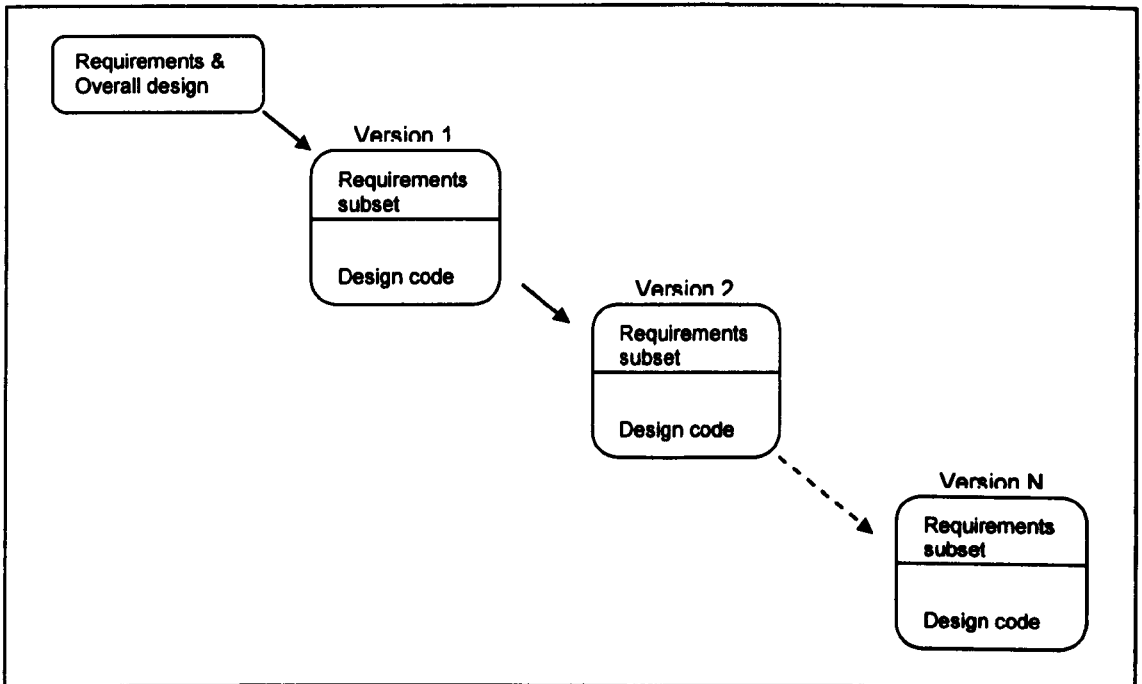 Requirements &
Overall design
Version 1
Requirements
subset
Design code
Version 2
Requirements
subset
Design code
Version N
Requirements
subset
Design code